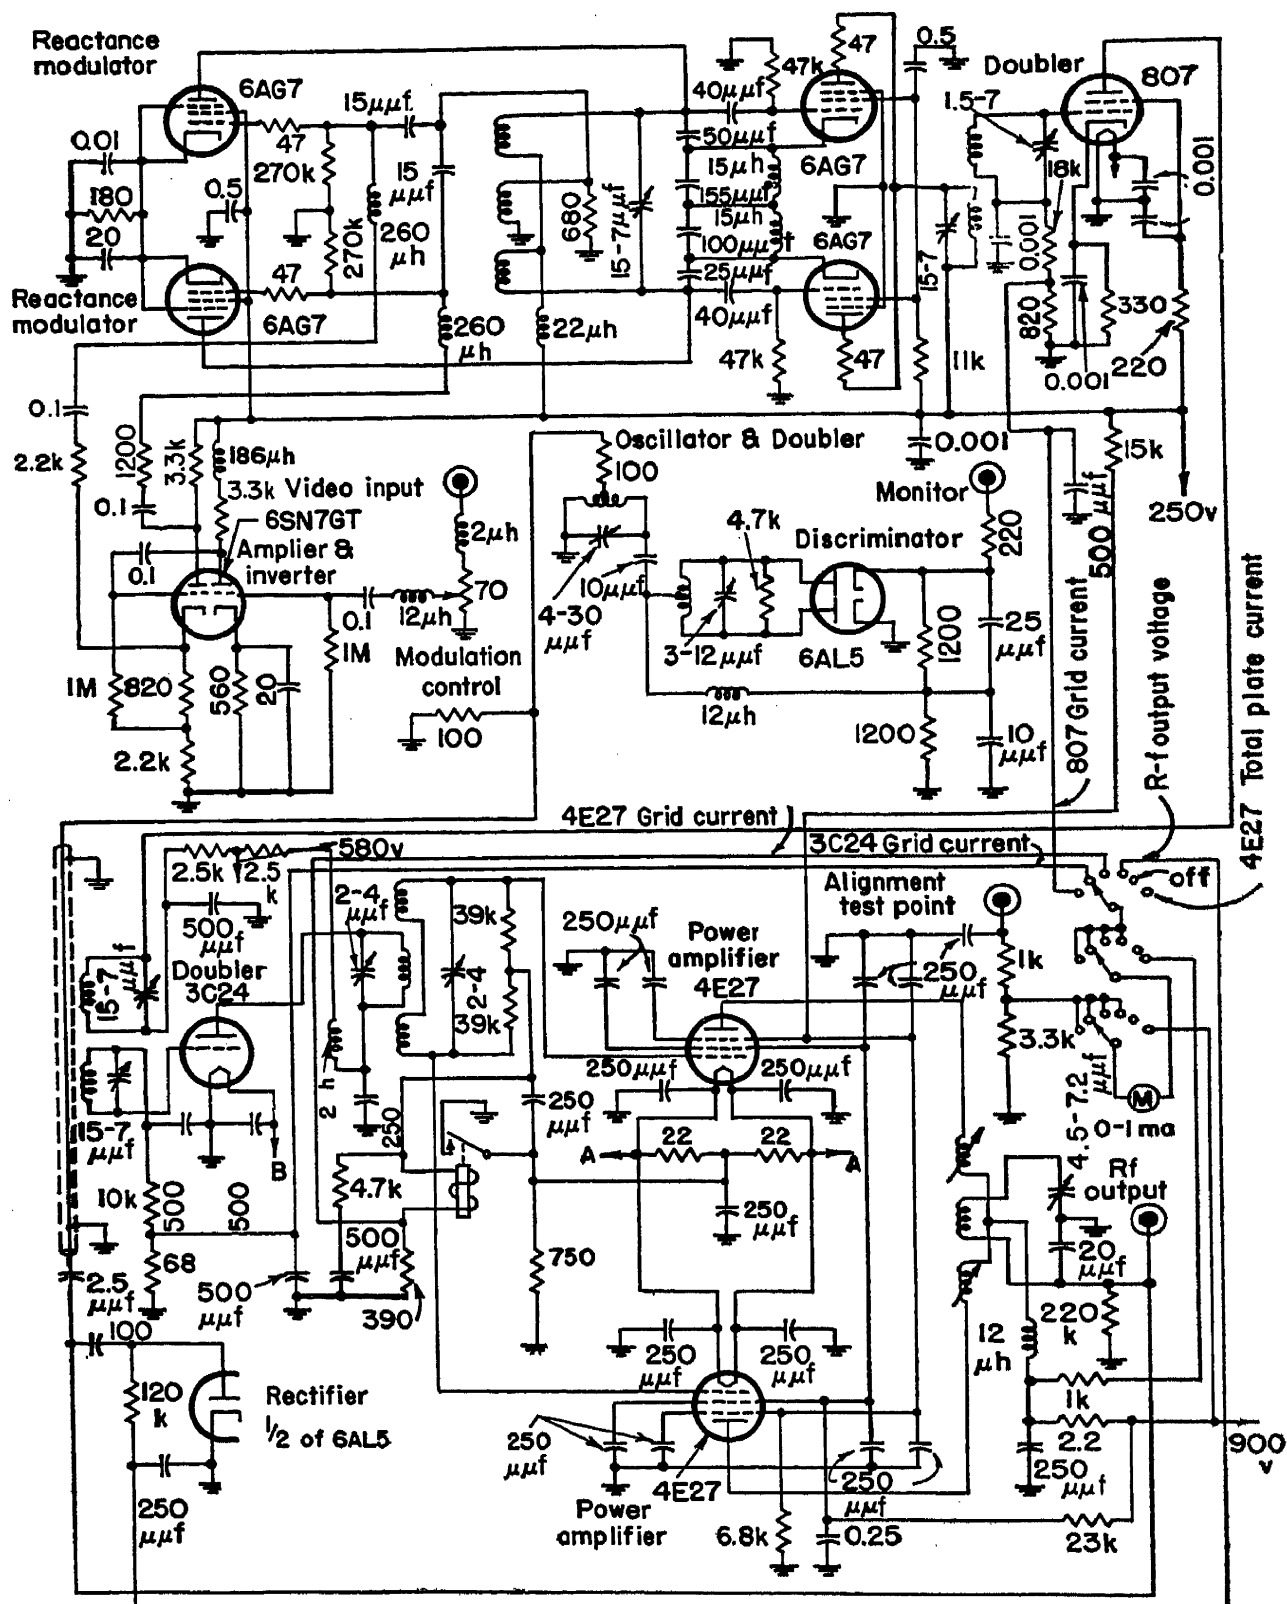 Reactance
modulator
6AG7
15μμf
0.01
47
180
270k
0.5
15
μμf
20
270k
260
μh
47
Reactance
modulator
6AG7
260
μh
22μh
680
15-7μμf
40μμf
47k
47
0.5
50μμf
15μh
155μμf
15μh
100μμf
25μμf
40μμf
47k
6AG7
6AG7
47
Doubler
807
1.5-7
18k
0.001
0.001
15-7
820
330
0.001
220
11k
0.1
2.2k
1200
3.3k
186μh
3.3k
Video input
0.1
6SN7GT
Amplier &
inverter
0.1
2μh
70
12μh
0.1
1M
1M
820
560
20
2.2k
Modulation
control
100
Oscillator & Doubler
100
4-30
μμf
10μμf
0.001
15k
Monitor
500 μμf
250v
4.7k
Discriminator
220
3-12μμf
6AL5
1200
25
μμf
12μh
1200
10
μμf
807 Grid current
R-f output voltage
4E27 Total plate current
4E27 Grid current
3C24 Grid current
off
580v
2.5k
2.5
k
500
μμf
15-7
μμf
Doubler
3C24
2-4
μμf
39k
2-4
39k
250μμf
Power
amplifier
4E27
Alignment
test point
250
μμf
1k
3.3k
M
0-1 ma
4.5-7.2
μμf
15-7
μμf
B
2 h
250
250
μμf
250μμf
250μμf
22
22
A
A
250
μμf
10k
500
500
68
4.7k
500
μμf
390
750
2.5
μμf
500
μμf
Rf
output
20
μμf
220
k
12
μh
100
120
k
Rectifier
1/2 of 6AL5
250
μμf
250
μμf
250
μμf
250
μμf
4E27
Power
amplifier
250
μμf
6.8k
0.25
1k
2.2
250
μμf
23k
900
v